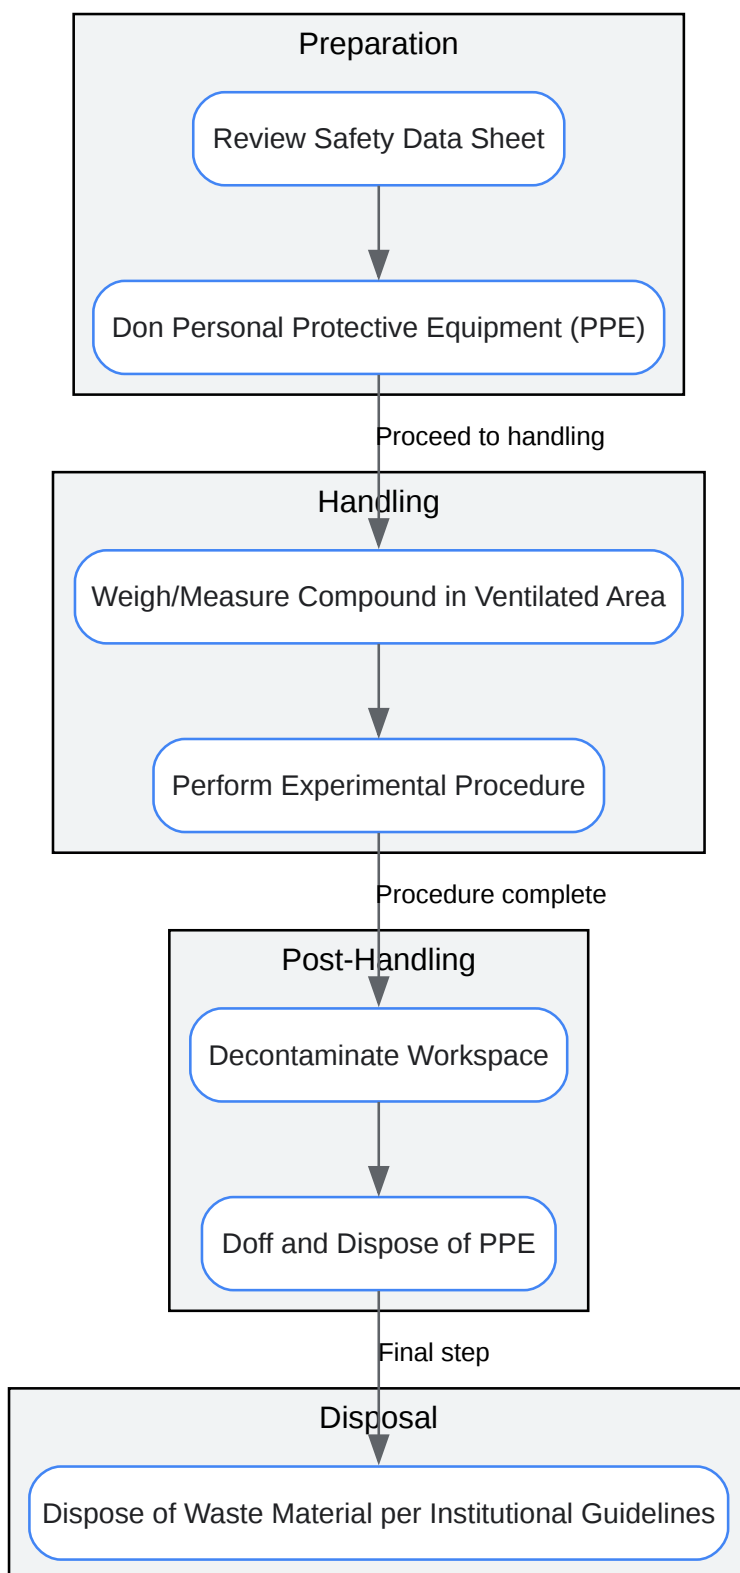 Preparation
Review Safety Data Sheet
Don Personal Protective Equipment (PPE)
Proceed to handling
Handling
Weigh/Measure Compound in Ventilated Area
Perform Experimental Procedure
Procedure complete
Post-Handling
Decontaminate Workspace
Doff and Dispose of PPE
Final step
Disposal
Dispose of Waste Material per Institutional Guidelines